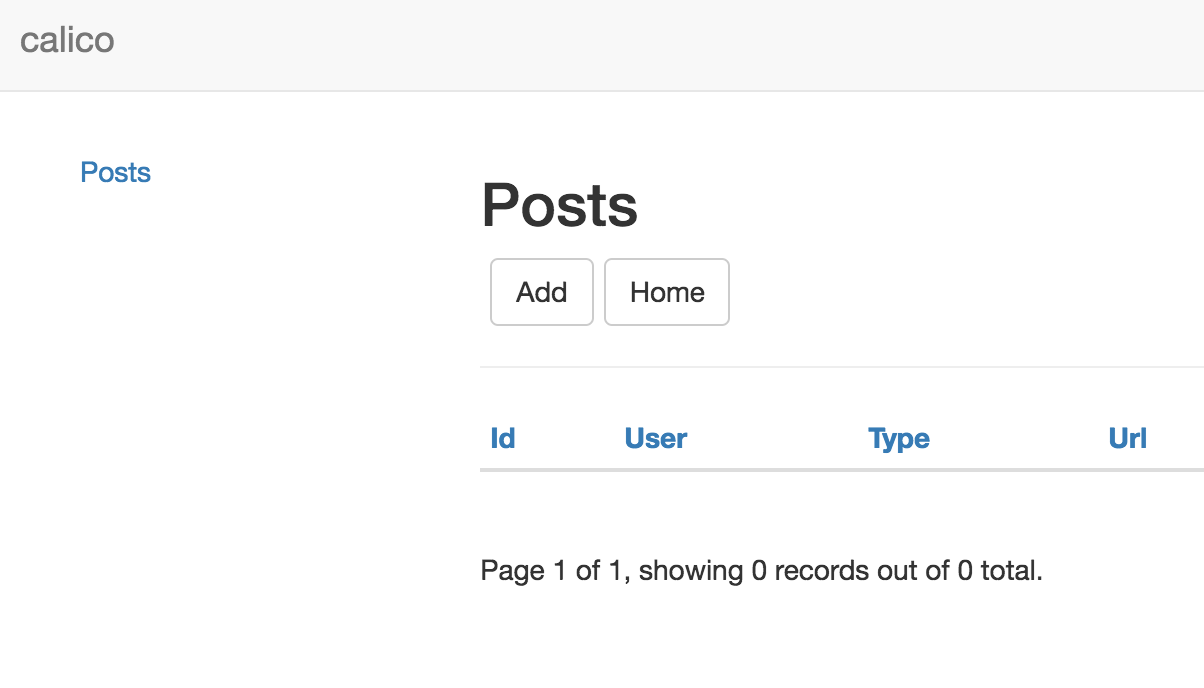 calico
Posts
Posts
Add Home
Id User Type Url
Page 1 of 1, showing 0 records out of 0 total.